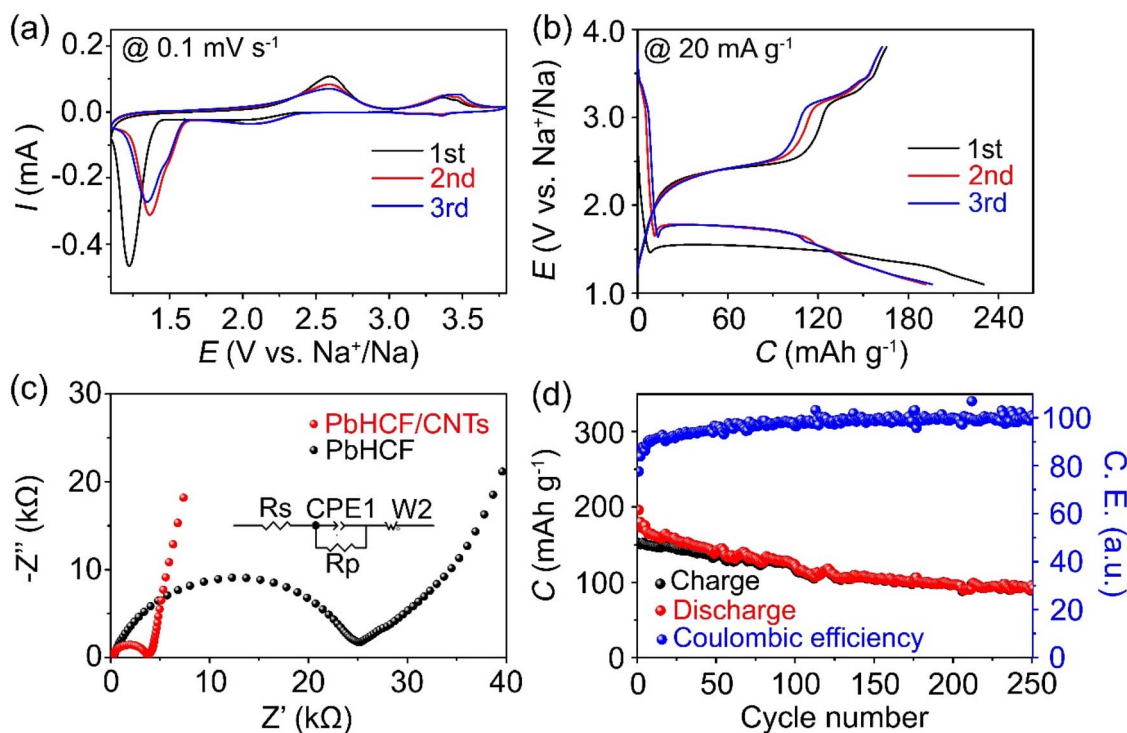 (a)
@ 0.1 mV s⁻¹
0.2
0.0
-0.2
-0.4
I (mA)
1st
2nd
3rd
1.5 2.0 2.5 3.0 3.5
E (V vs. Na⁺/Na)
(b)
@ 20 mA g⁻¹
4.0
3.0
2.0
1.0
E (V vs. Na⁺/Na)
1st
2nd
3rd
0 60 120 180 240
C (mAh g⁻¹)
(c)
30
20
10
0
-Z'' (kΩ)
PbHCF/CNTs
PbHCF
Rs CPE1 W2
Rp
0 10 20 30 40
Z' (kΩ)
(d)
300
200
150
100
0
C (mAh g⁻¹)
100
80
60
40
20
0
C. E. (a.u.)
Charge
Discharge
Coulombic efficiency
0 50 100 150 200 250
Cycle number